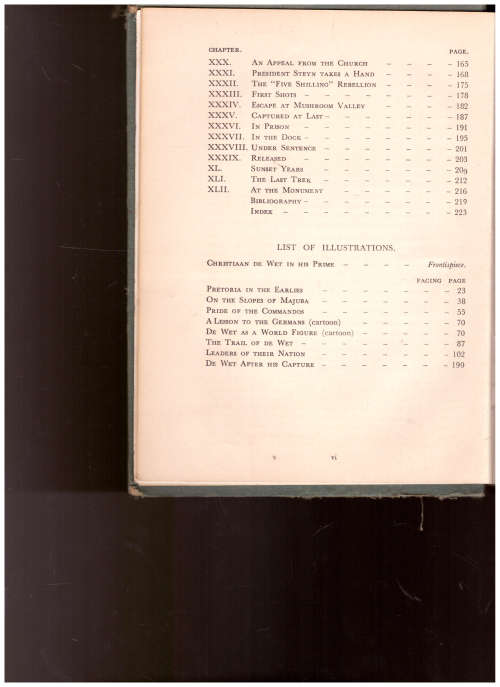 CHAPTER. PAGE.
XXX. AN APPEAL FROM THE CHURCH – – – – 165
XXXI. PRESIDENT STEYN TAKES A HAND – – – – 168
XXXII. THE "FIVE SHILLING" REBELLION – – – – 175
XXXIII. FIRST SHOTS – – – – – – – – 178
XXXIV. ESCAPE AT MUSHROOM VALLEY – – – – 182
XXXV. CAPTURED AT LAST – – – – – – – 187
XXXVI. IN PRISON – – – – – – – – 191
XXXVII. IN THE DOCK – – – – – – – – 195
XXXVIII. UNDER SENTENCE – – – – – – 201
XXXIX. RELEASED – – – – – – – – 203
XL. SUNSET YEARS – – – – – – 209
XLI. THE LAST TREK – – – – – – 212
XLII. AT THE MONUMENT – – – – – – 216
BIBLIOGRAPHY – – – – – – – – 219
INDEX – – – – – – – – – 223
LIST OF ILLUSTRATIONS.
CHRISTIAAN DE WET IN HIS PRIME – – – – Frontispiece.
FACING PAGE
PRETORIA IN THE EARLIES – – – – – – – 23
ON THE SLOPES OF MAJUBA – – – – – – – 38
PRIDE OF THE COMMANDOS – – – – – – – 55
A LESSON TO THE GERMANS (cartoon) – – – – – 70
DE WET AS A WORLD FIGURE (cartoon) – – – – – 70
THE TRAIL OF DE WET – – – – – – – – 87
LEADERS OF THEIR NATION – – – – – – – 102
DE WET AFTER HIS CAPTURE – – – – – – 199
v vi